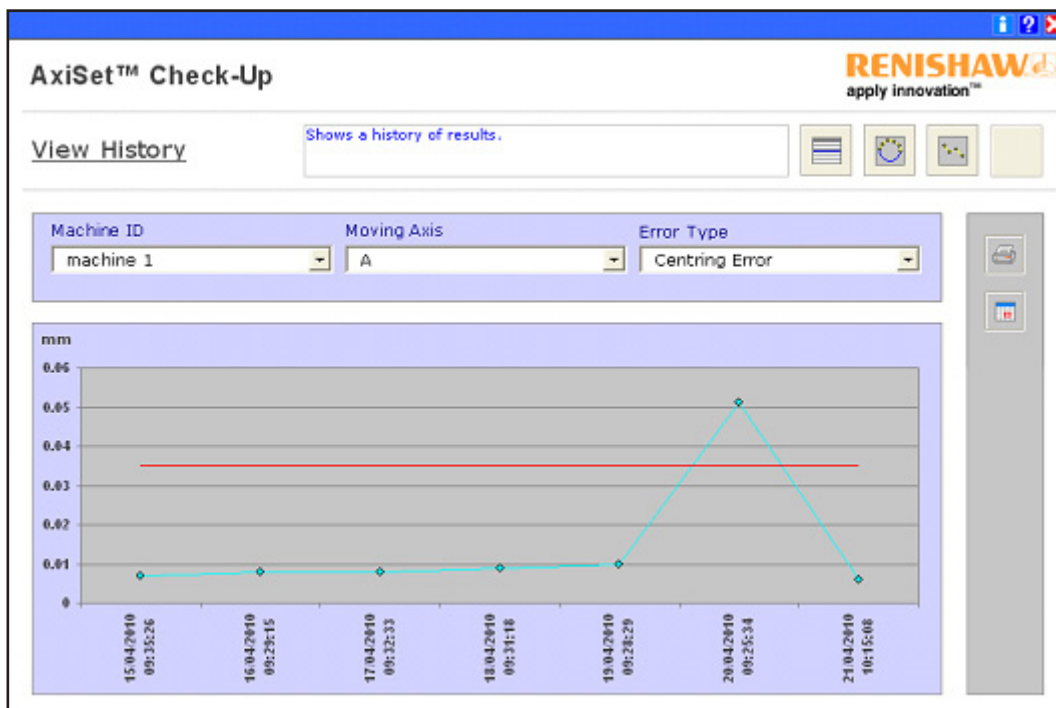 AxiSet™ Check-Up
RENISHAW
apply innovation™
View History
Shows a history of results.
Machine ID
Moving Axis
Error Type
machine 1
A
Centring Error
mm
0.06
0.05
0.04
0.03
0.02
0.01
0
15/04/2010
09:35:26
16/04/2010
09:29:15
17/04/2010
09:32:33
18/04/2010
09:31:18
19/04/2010
09:28:29
20/04/2010
09:25:34
21/04/2010
10:15:08